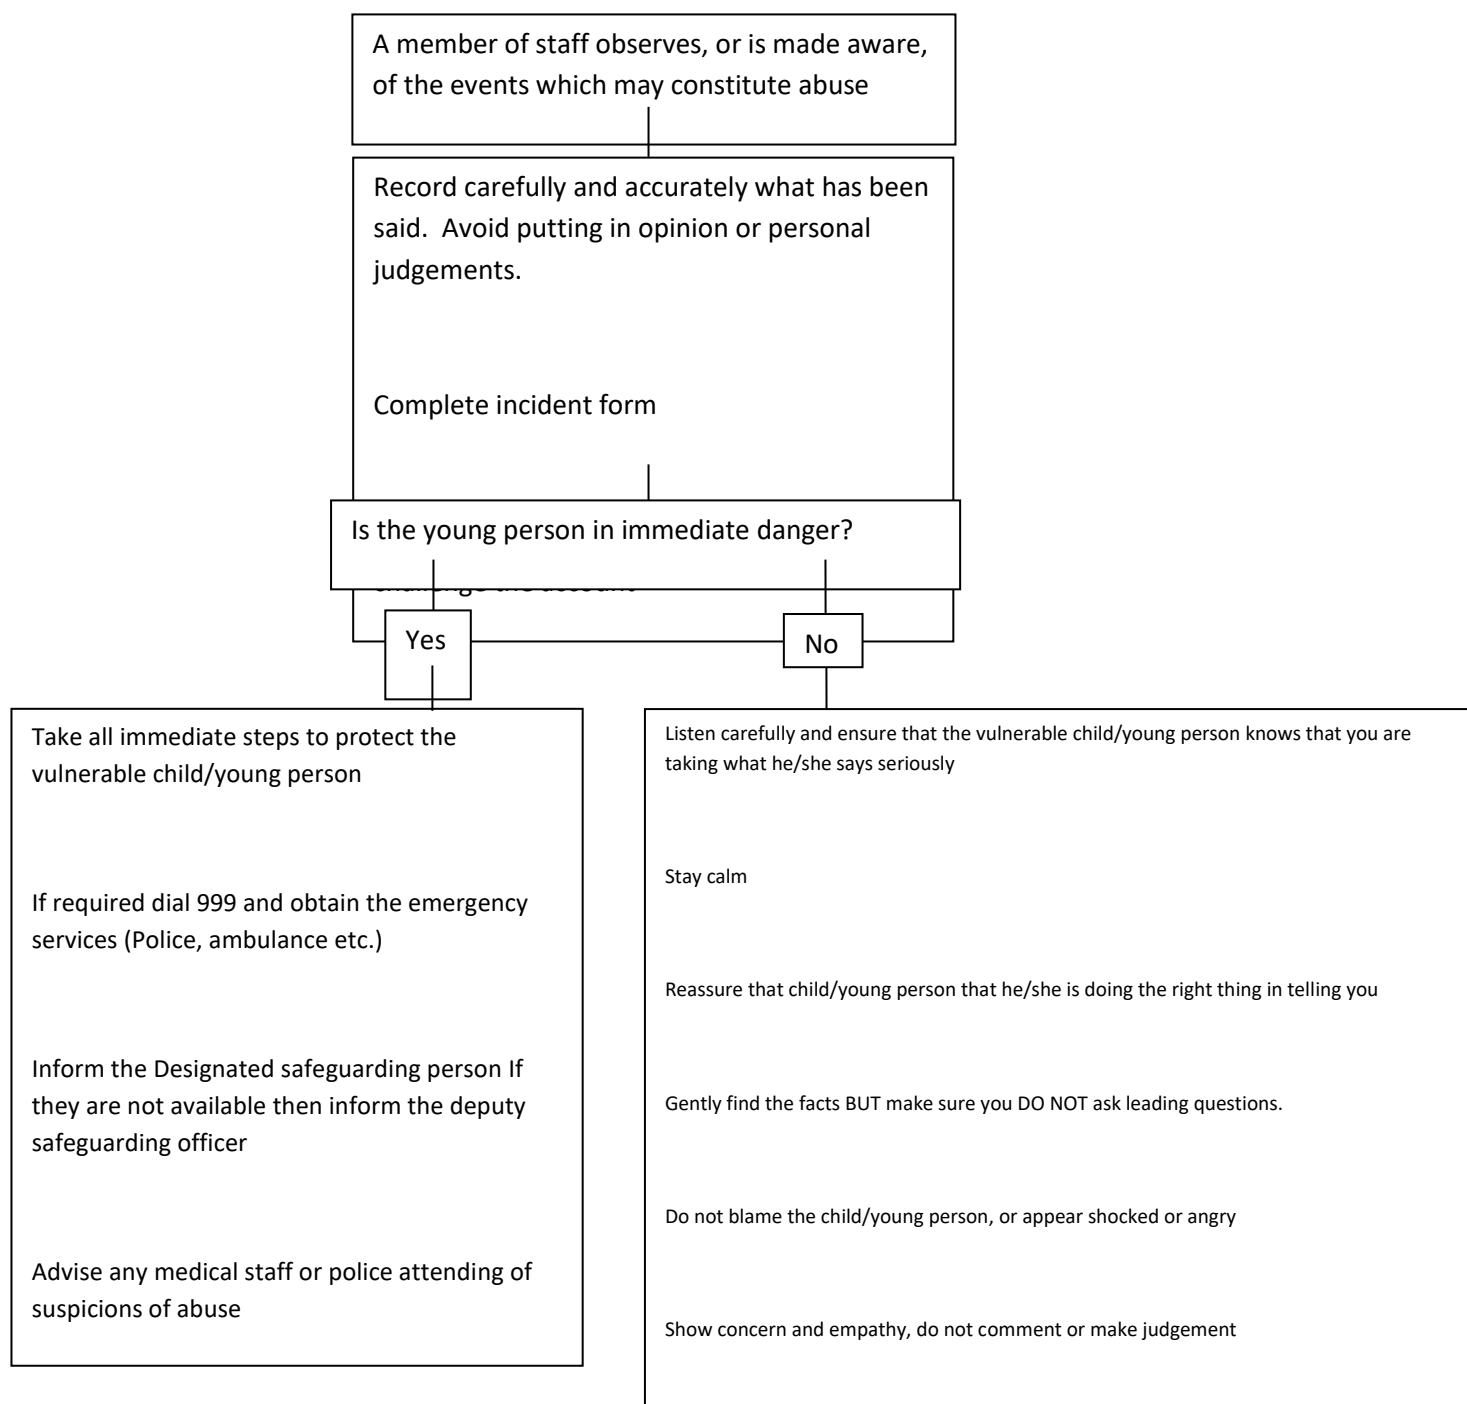 A member of staff observes, or is made aware,
of the events which may constitute abuse
Record carefully and accurately what has been
said.  Avoid putting in opinion or personal
judgements.
Complete incident form
Is the young person in immediate danger?
Yes
No
Take all immediate steps to protect the
vulnerable child/young person
If required dial 999 and obtain the emergency
services (Police, ambulance etc.)
Inform the Designated safeguarding person If
they are not available then inform the deputy
safeguarding officer
Advise any medical staff or police attending of
suspicions of abuse
Listen carefully and ensure that the vulnerable child/young person knows that you are
taking what he/she says seriously
Stay calm
Reassure that child/young person that he/she is doing the right thing in telling you
Gently find the facts BUT make sure you DO NOT ask leading questions.
Do not blame the child/young person, or appear shocked or angry
Show concern and empathy, do not comment or make judgement